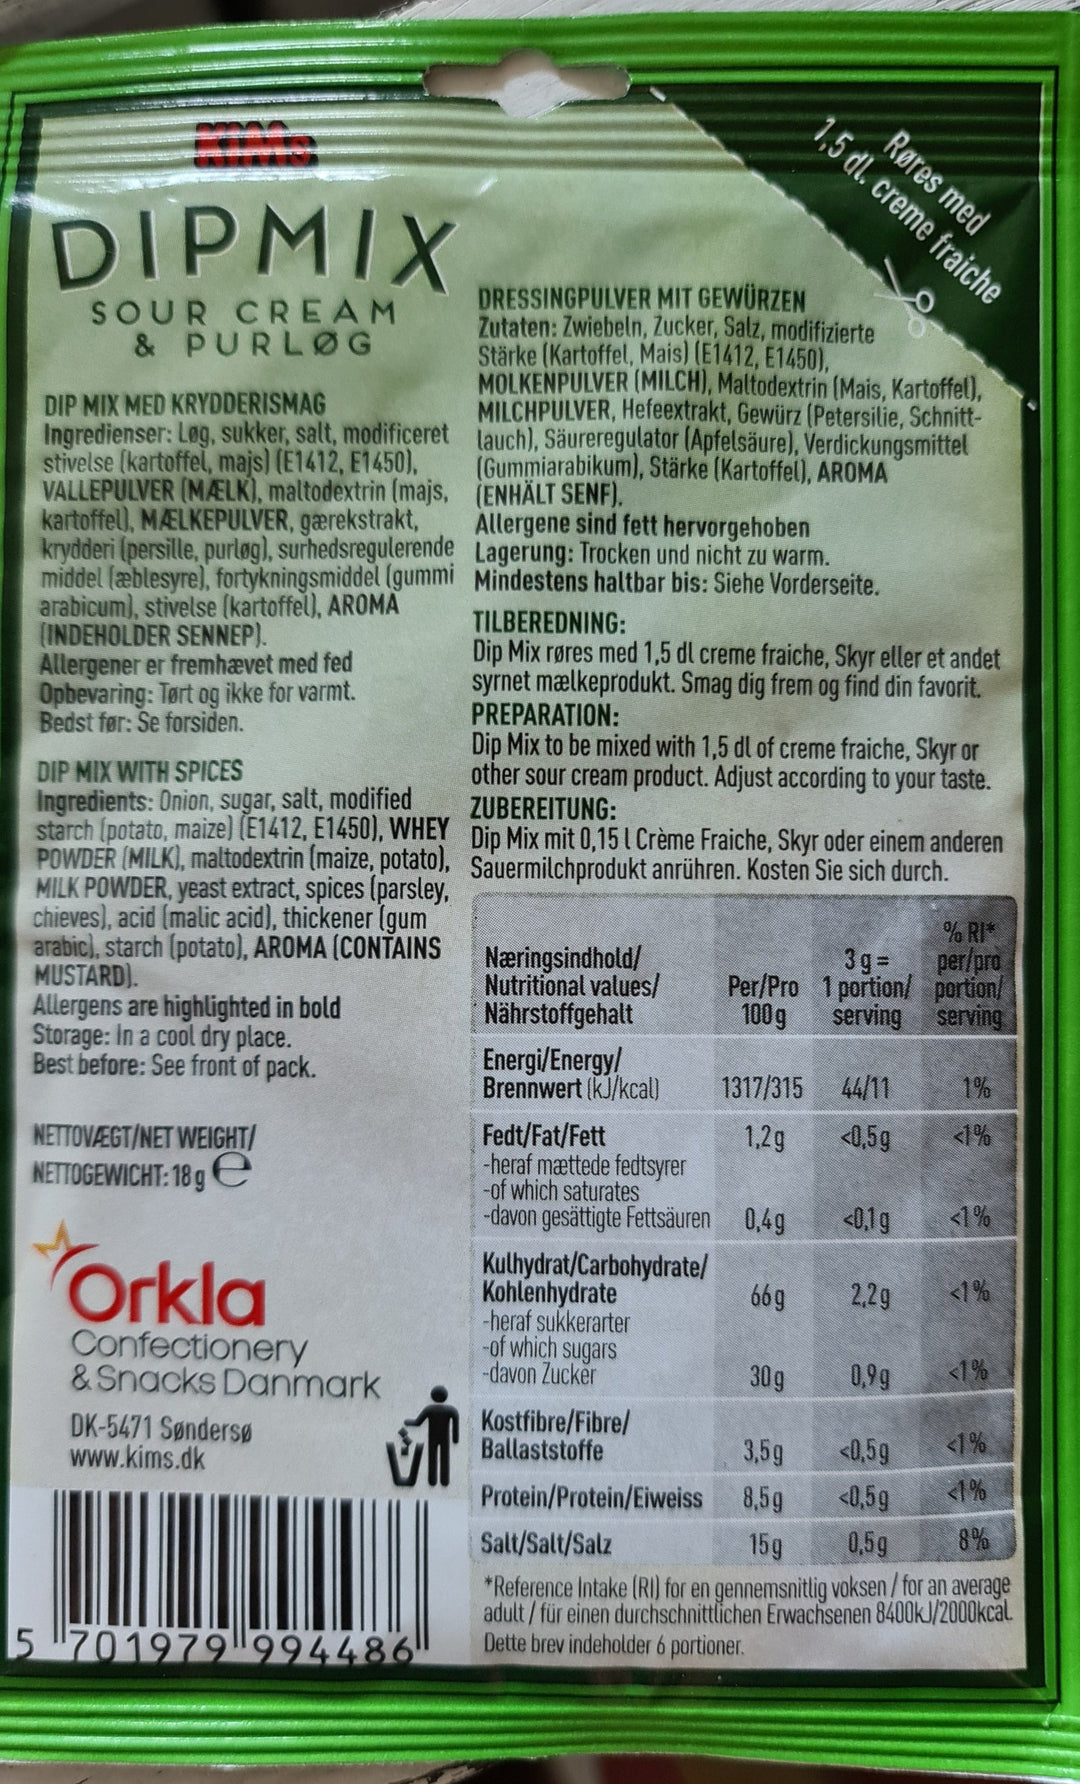 KiMs
DIPMIX
SOUR CREAM
& PURLØG
Røres med
1,5 dl. creme fraiche
DIP MIX MED KRYDDERISMAG
Ingredienser: Løg, sukker, salt, modificeret
stivelse (kartoffel, majs) (E1412, E1450),
VALLEPULVER (MÆLK), maltodextrin (majs,
kartoffel), MÆLKEPULVER, gærekstrakt,
krydderi (persille, purløg), surhedsregulerende
middel (æblesyre), fortykningsmiddel (gummi
arabicum), stivelse (kartoffel), AROMA
(INDEHOLDER SENNEP).
Allergener er fremhævet med fed
Opbevaring: Tørt og ikke for varmt.
Bedst før: Se forsiden.
DIP MIX WITH SPICES
Ingredients: Onion, sugar, salt, modified
starch (potato, maize) (E1412, E1450), WHEY
POWDER (MILK), maltodextrin (maize, potato),
MILK POWDER, yeast extract, spices (parsley,
chieves), acid (malic acid), thickener (gum
arabic), starch (potato), AROMA (CONTAINS
MUSTARD).
Allergens are highlighted in bold
Storage: In a cool dry place.
Best before: See front of pack.
NETTOVÆGT/NET WEIGHT/
NETTOGEWICHT: 18 g e
Orkla
Confectionery
& Snacks Danmark
DK-5471 Søndersø
www.kims.dk
5 701979 994486
DRESSINGPULVER MIT GEWÜRZEN
Zutaten: Zwiebeln, Zucker, Salz, modifizierte
Stärke (Kartoffel, Mais) (E1412, E1450),
MOLKENPULVER (MILCH), Maltodextrin (Mais, Kartoffel),
MILCHPULVER, Hefeextrakt, Gewürz (Petersilie, Schnitt-
lauch), Säureregulator (Apfelsäure), Verdickungsmittel
(Gummiarabikum), Stärke (Kartoffel), AROMA
(ENHÄLT SENF).
Allergene sind fett hervorgehoben
Lagerung: Trocken und nicht zu warm.
Mindestens haltbar bis: Siehe Vorderseite.
TILBEREDNING:
Dip Mix røres med 1,5 dl creme fraiche, Skyr eller et andet
syrnet mælkeprodukt. Smag dig frem og find din favorit.
PREPARATION:
Dip Mix to be mixed with 1,5 dl of creme fraiche, Skyr or
other sour cream product. Adjust according to your taste.
ZUBEREITUNG:
Dip Mix mit 0,15 l Crème Fraiche, Skyr oder einem anderen
Sauermilchprodukt anrühren. Kosten Sie sich durch.
% RI*
Næringsindhold/ 3 g = per/pro
Nutritional values/ Per/Pro 1 portion/ portion/
Nährstoffgehalt 100 g serving serving
Energi/Energy/
Brennwert (kJ/kcal) 1317/315 44/11 1%
Fedt/Fat/Fett 1,2 g <0,5 g <1%
-heraf mættede fedtsyrer
-of which saturates
-davon gesättigte Fettsäuren 0,4 g <0,1 g <1%
Kulhydrat/Carbohydrate/
Kohlenhydrate 66 g 2,2 g <1%
-heraf sukkerarter
-of which sugars
-davon Zucker 30 g 0,9 g <1%
Kostfibre/Fibre/
Ballaststoffe 3,5 g <0,5 g <1%
Protein/Protein/Eiweiss 8,5 g <0,5 g <1%
Salt/Salt/Salz 15 g 0,5 g 8%
*Reference Intake (RI) for en gennemsnitlig voksen / for an average
adult / für einen durchschnittlichen Erwachsenen 8400kJ/2000kcal.
Dette brev indeholder 6 portioner.